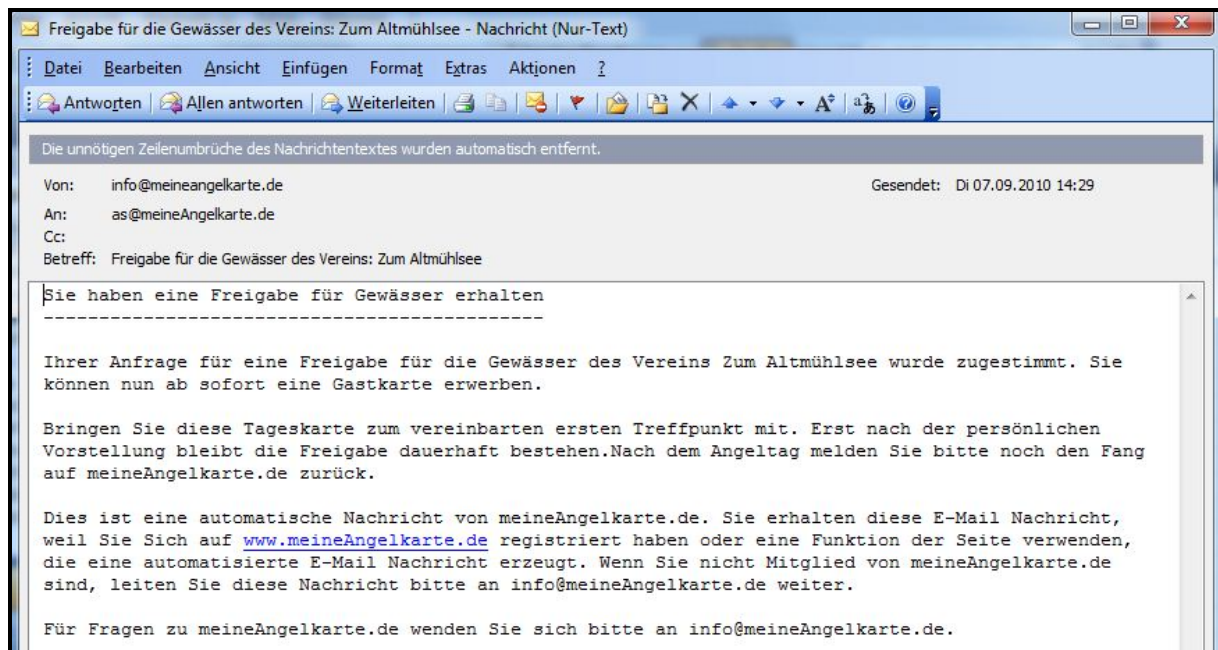 Freigabe für die Gewässer des Vereins: Zum Altmühlsee - Nachricht (Nur-Text)
Datei Bearbeiten Ansicht Einfügen Format Extras Aktionen ?
Antworten Allen antworten Weiterleiten
Die unnötigen Zeilenumbrüche des Nachrichtentextes wurden automatisch entfernt.
Von: info@meineangelkarte.de Gesendet: Di 07.09.2010 14:29
An: as@meineAngelkarte.de
Cc:
Betreff: Freigabe für die Gewässer des Vereins: Zum Altmühlsee
Sie haben eine Freigabe für Gewässer erhalten
---------------------------------------------
Ihrer Anfrage für eine Freigabe für die Gewässer des Vereins Zum Altmühlsee wurde zugestimmt. Sie
können nun ab sofort eine Gastkarte erwerben.
Bringen Sie diese Tageskarte zum vereinbarten ersten Treffpunkt mit. Erst nach der persönlichen
Vorstellung bleibt die Freigabe dauerhaft bestehen.Nach dem Angeltag melden Sie bitte noch den Fang
auf meineAngelkarte.de zurück.
Dies ist eine automatische Nachricht von meineAngelkarte.de. Sie erhalten diese E-Mail Nachricht,
weil Sie Sich auf www.meineAngelkarte.de registriert haben oder eine Funktion der Seite verwenden,
die eine automatisierte E-Mail Nachricht erzeugt. Wenn Sie nicht Mitglied von meineAngelkarte.de
sind, leiten Sie diese Nachricht bitte an info@meineAngelkarte.de weiter.
Für Fragen zu meineAngelkarte.de wenden Sie sich bitte an info@meineAngelkarte.de.